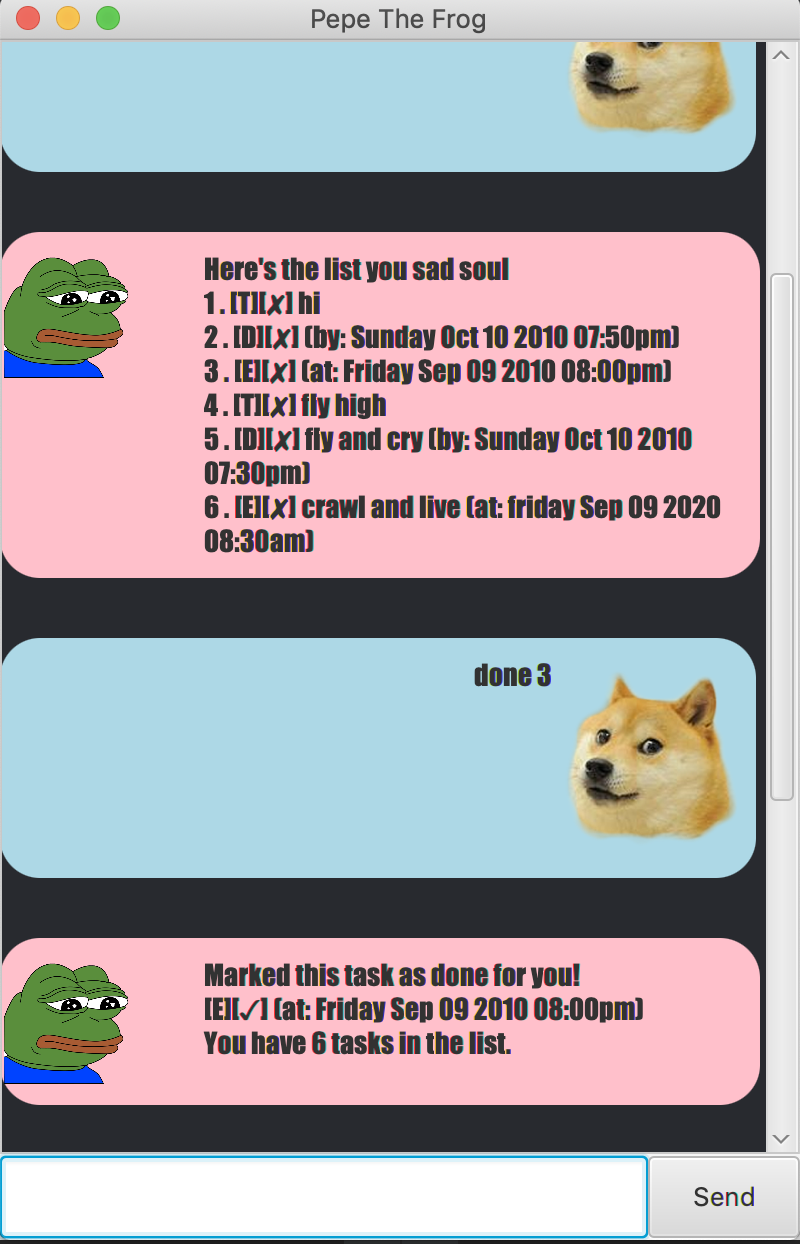 Pepe The Frog
Here's the list you sad soul
1 . [T][✗] hi
2 . [D][✗] (by: Sunday Oct 10 2010 07:50pm)
3 . [E][✗] (at: Friday Sep 09 2010 08:00pm)
4 . [T][✗] fly high
5 . [D][✗] fly and cry (by: Sunday Oct 10 2010
07:30pm)
6 . [E][✗] crawl and live (at: friday Sep 09 2020
08:30am)
done 3
Marked this task as done for you!
[E][✓] (at: Friday Sep 09 2010 08:00pm)
You have 6 tasks in the list.
Send